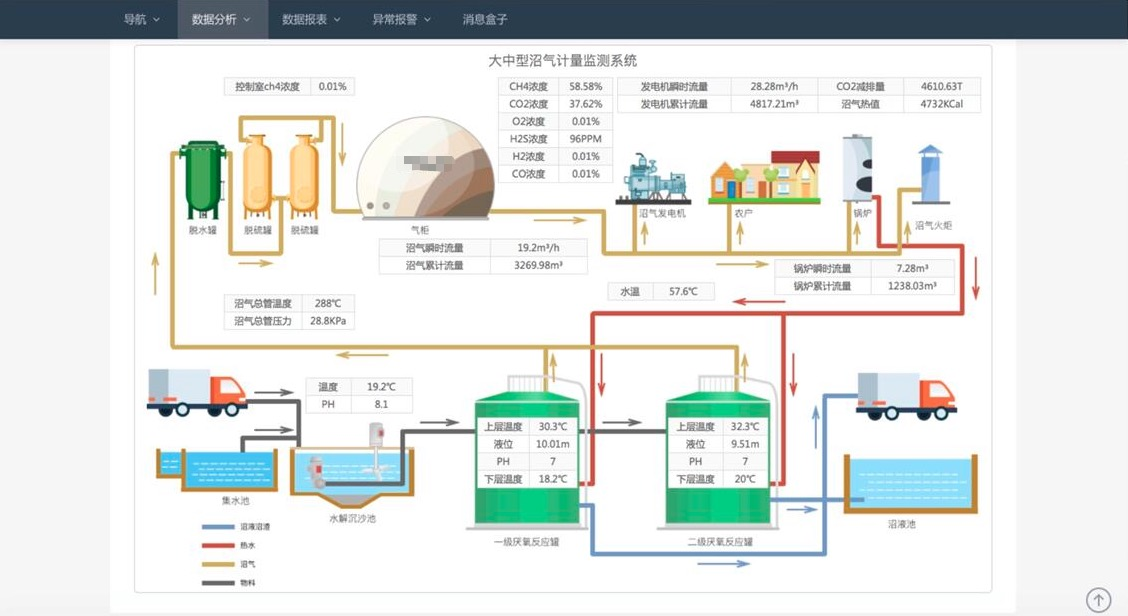 导航 数据分析 数据报表 异常报警 消息盒子
大中型沼气计量监测系统
控制室ch4浓度 0.01%
CH4浓度 58.58%
CO2浓度 37.62%
O2浓度 0.01%
H2S浓度 96PPM
H2浓度 0.01%
CO浓度 0.01%
发电机瞬时流量 28.28m³/h CO2减排量 4610.63T
发电机累计流量 4817.21m³ 沼气热值 4732KCal
脱水罐 脱硫罐 脱硫罐
气柜
沼气发电机
农户
锅炉
沼气火炬
沼气瞬时流量 19.2m³/h
沼气累计流量 3269.98m³
锅炉瞬时流量 7.28m³
锅炉累计流量 1238.03m³
水温 57.6℃
沼气总管温度 288℃
沼气总管压力 28.8KPa
温度 19.2℃
PH 8.1
上层温度 30.3℃
液位 10.01m
PH 7
下层温度 18.2℃
上层温度 32.3℃
液位 9.51m
PH 7
下层温度 20℃
集水池
水解沉沙池
一级厌氧反应罐
二级厌氧反应罐
沼液池
沼液沼渣
热水
沼气
物料